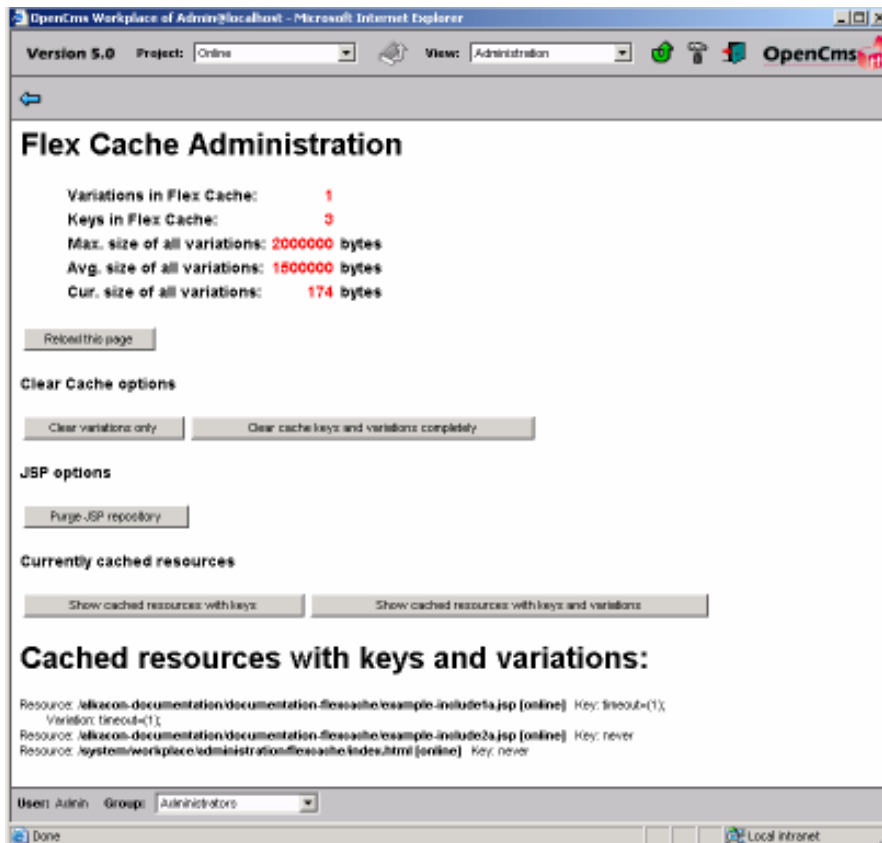 OpenCms Workplace of Admin@localhost - Microsoft Internet Explorer
Version 5.0 Project: Online View: Administration OpenCms
Flex Cache Administration
Variations in Flex Cache: 1
Keys in Flex Cache: 3
Max. size of all variations: 2000000 bytes
Avg. size of all variations: 1500000 bytes
Cur. size of all variations: 174 bytes
Reload this page
Clear Cache options
Clear variations only Clear cache keys and variations completely
JSP options
Purge JSP repository
Currently cached resources
Show cached resources with keys Show cached resources with keys and variations
Cached resources with keys and variations:
Resource: /alkacon-documentation/documentation-flexcache/example-include1a.jsp [online] Key: timeout=(1);
Variation: timeout=(1);
Resource: /alkacon-documentation/documentation-flexcache/example-include2a.jsp [online] Key: never
Resource: /system/workplace/administration/flexcache/index.html [online] Key: never
User: Admin Group: Administrators
Done Local intranet